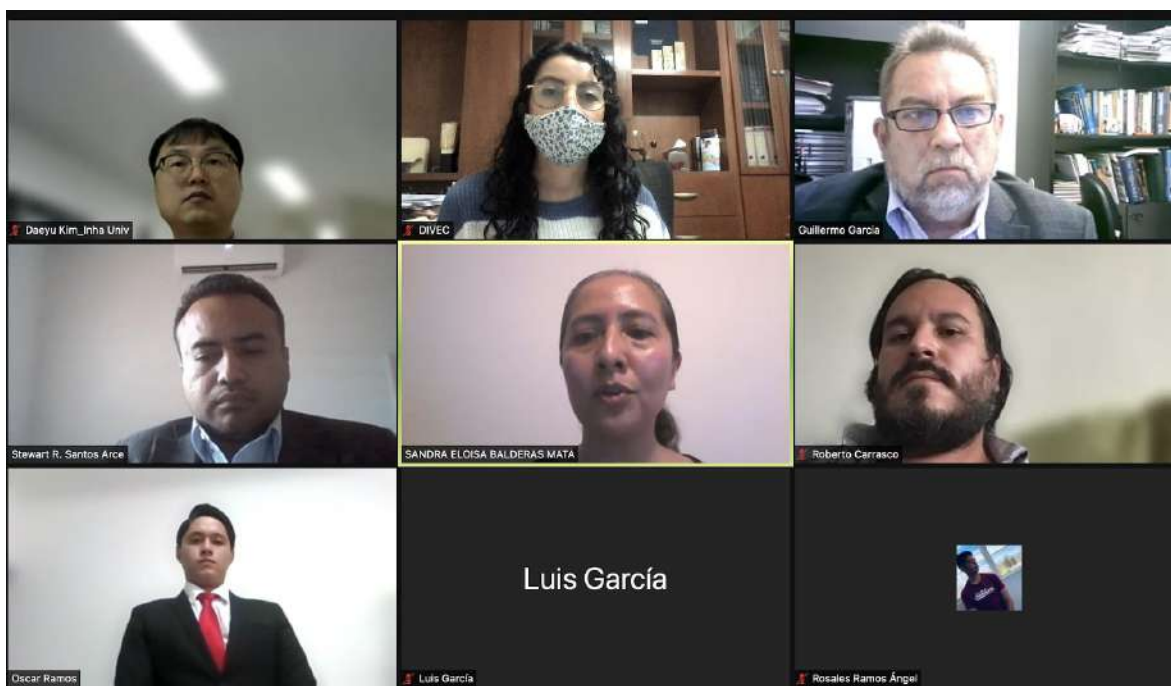 Daeyu Kim_Inha Univ
DIVEC
Guillermo Garcia
Stewart R. Santos Arce
SANDRA ELOISA BALDERAS MATA
Roberto Carrasco
Oscar Ramos
Luis García
Luis García
Rosales Ramos Ángel